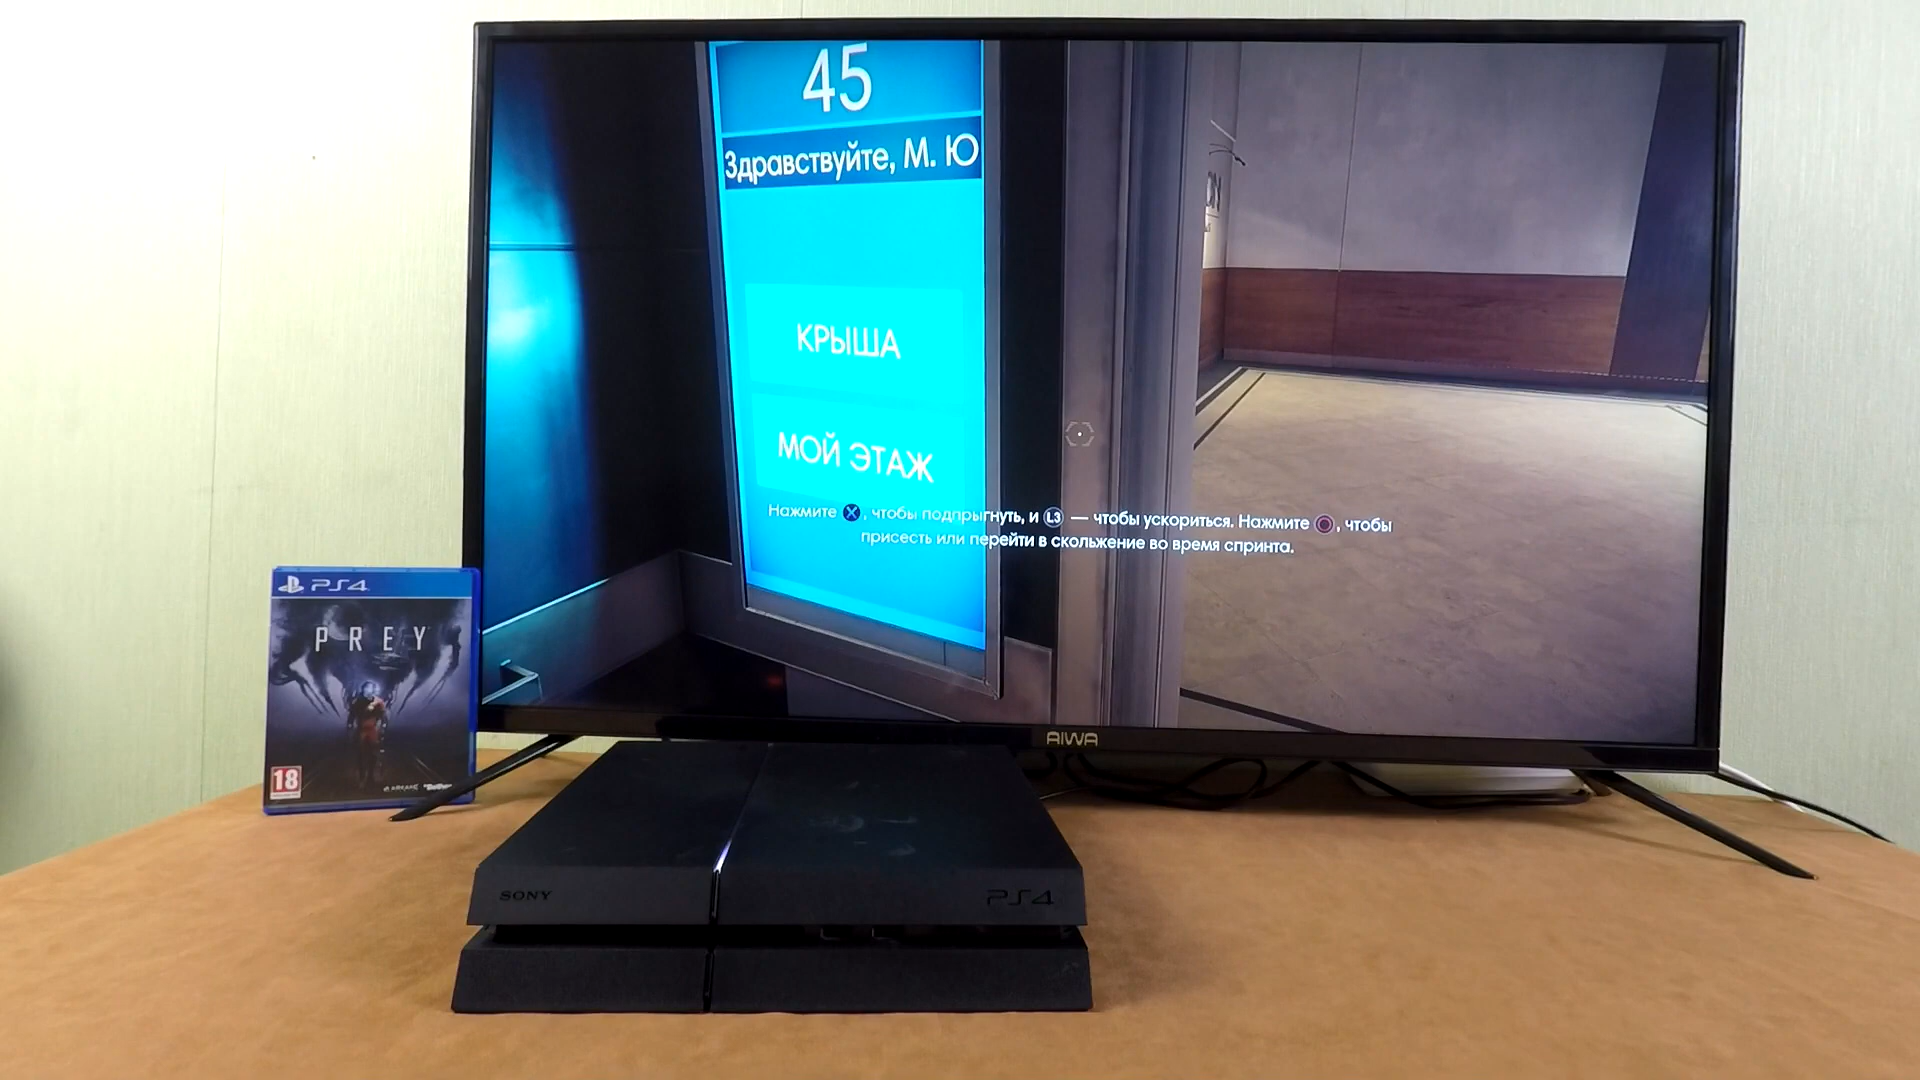 45
Здравствуйте, М. Ю
КРЫША
МОЙ ЭТАЖ
Нажмите X, чтобы подпрыгнуть, и L3 — чтобы ускориться. Нажмите , чтобы
присесть или перейти в скольжение во время спринта.
AIWA
PS4
PREY
18
ARKANE
SONY
PS4